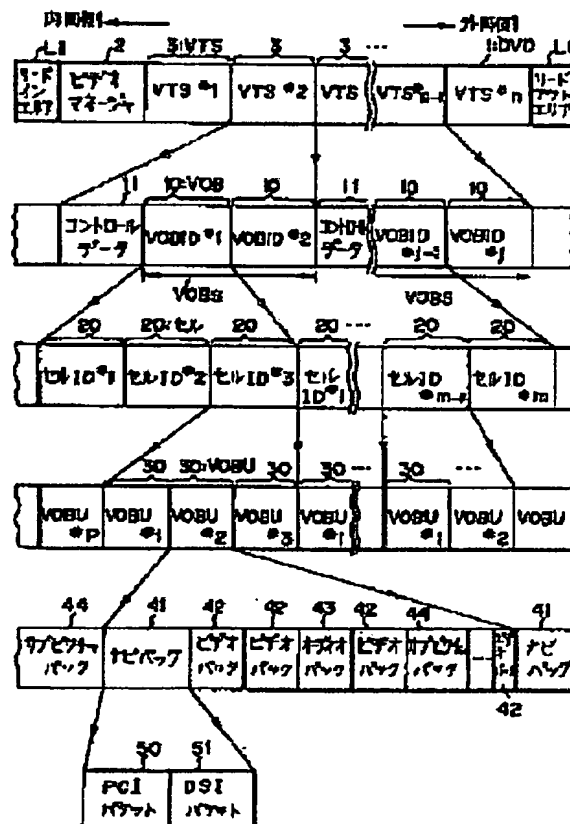 内周側 外周側
LI 2 3:VTS 3 3 ... 1:DVD LO
リード
イン
エリア
ビデオ
マネージャ
VTS #1
VTS #2
VTS
VTS #n-1
VTS #n
リード
アウト
エリア
11 10:VOB 10 11 10 10
コントロール
データ
VOBID #1
VOBID #2
コントロール
データ
VOBID
VOBID
VOBS VOBS
20 20:セル 20 20 ... 20 20
セルID#1
セルID#2
セルID#3
セル
ID#1
セルID
#m-1
セルID
#m
30 30:VOBU 30 30 ... 30 ...
VOBU
#P
VOBU
#1
VOBU
#2
VOBU
#3
VOBU
#1
VOBU
#1
VOBU
#2
VOBU
44 41 42 42 43 42 44 41
サブピクチャ
パック
ナビパック
ビデオ
パック
ビデオ
パック
オーディオ
パック
ビデオ
パック
サブピクチャ
パック
ナビ
パック
42
50 51
PCI
パケット
DSI
パケット